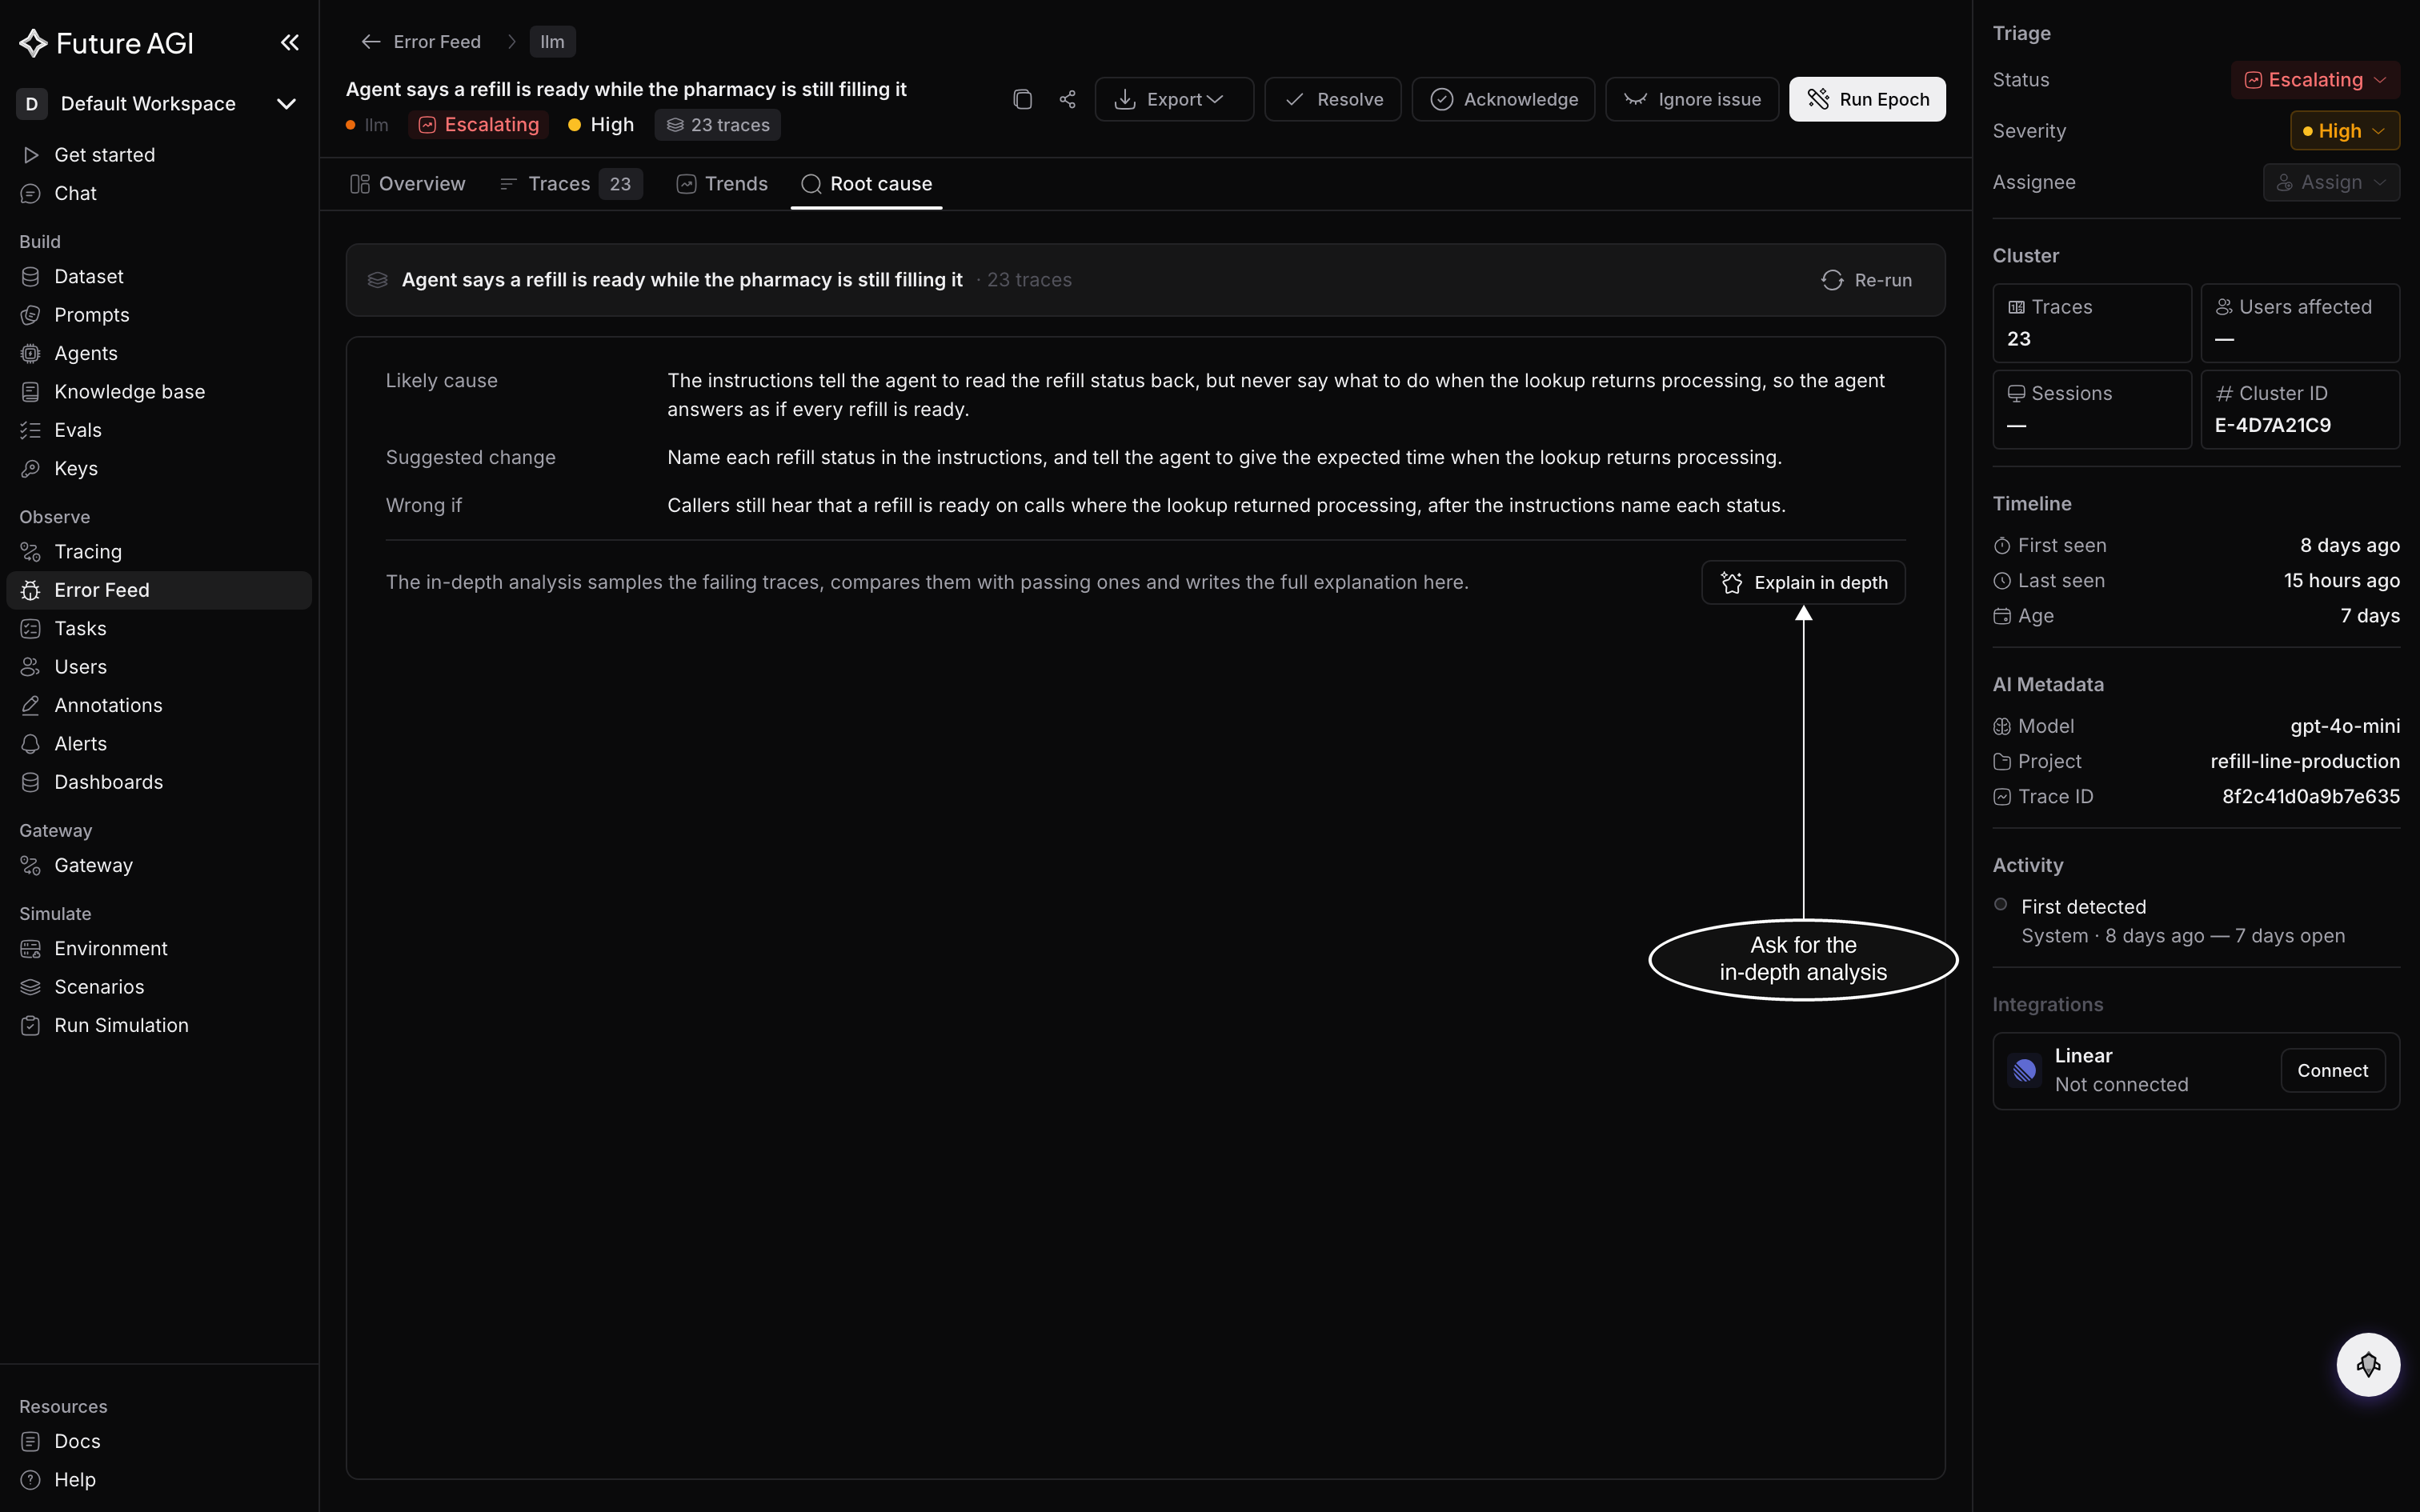 Future AGI
D Default Workspace
Get started
Chat
Build
Dataset
Prompts
Agents
Knowledge base
Evals
Keys
Observe
Tracing
Error Feed
Tasks
Users
Annotations
Alerts
Dashboards
Gateway
Gateway
Simulate
Environment
Scenarios
Run Simulation
Resources
Docs
Help
Error Feed llm
Agent says a refill is ready while the pharmacy is still filling it
llm Escalating High 23 traces
Export Resolve Acknowledge Ignore issue Run Epoch
Overview Traces 23 Trends Root cause
Agent says a refill is ready while the pharmacy is still filling it · 23 traces Re-run
Likely cause The instructions tell the agent to read the refill status back, but never say what to do when the lookup returns processing, so the agent
answers as if every refill is ready.
Suggested change Name each refill status in the instructions, and tell the agent to give the expected time when the lookup returns processing.
Wrong if Callers still hear that a refill is ready on calls where the lookup returned processing, after the instructions name each status.
The in-depth analysis samples the failing traces, compares them with passing ones and writes the full explanation here. Explain in depth
Ask for the
in-depth analysis
Triage
Status Escalating
Severity High
Assignee Assign
Cluster
Traces Users affected
23 —
Sessions # Cluster ID
— E-4D7A21C9
Timeline
First seen 8 days ago
Last seen 15 hours ago
Age 7 days
AI Metadata
Model gpt-4o-mini
Project refill-line-production
Trace ID 8f2c41d0a9b7e635
Activity
First detected
System · 8 days ago — 7 days open
Integrations
Linear
Not connected Connect